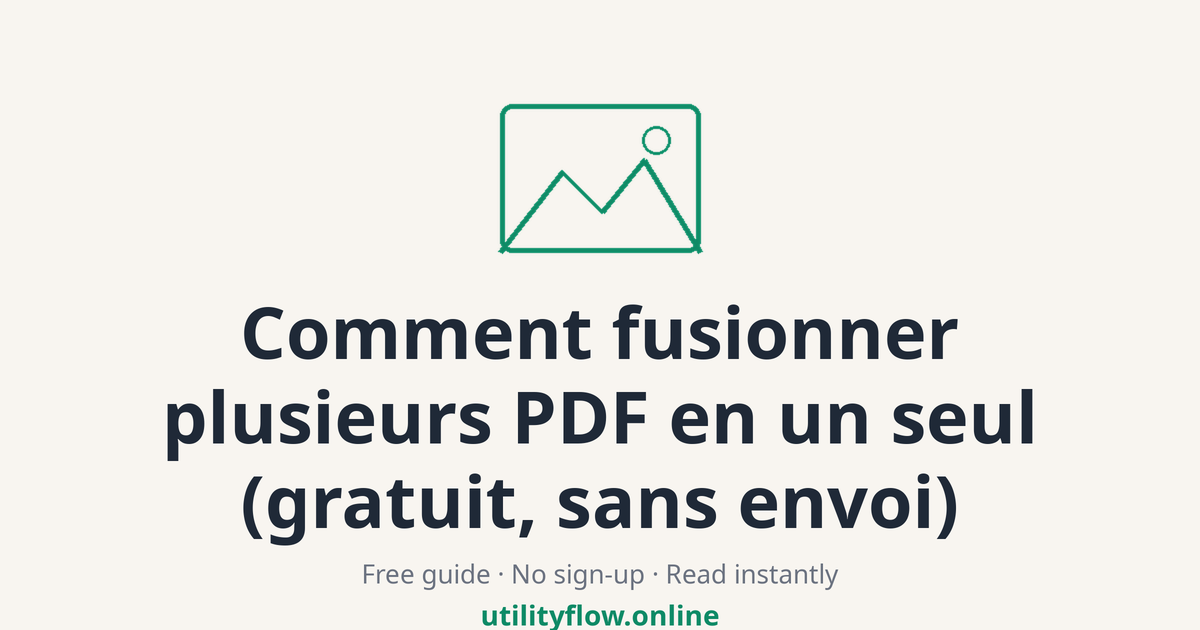 Comment fusionner
plusieurs PDF en un seul
(gratuit, sans envoi)
Free guide · No sign-up · Read instantly
utilityflow.online